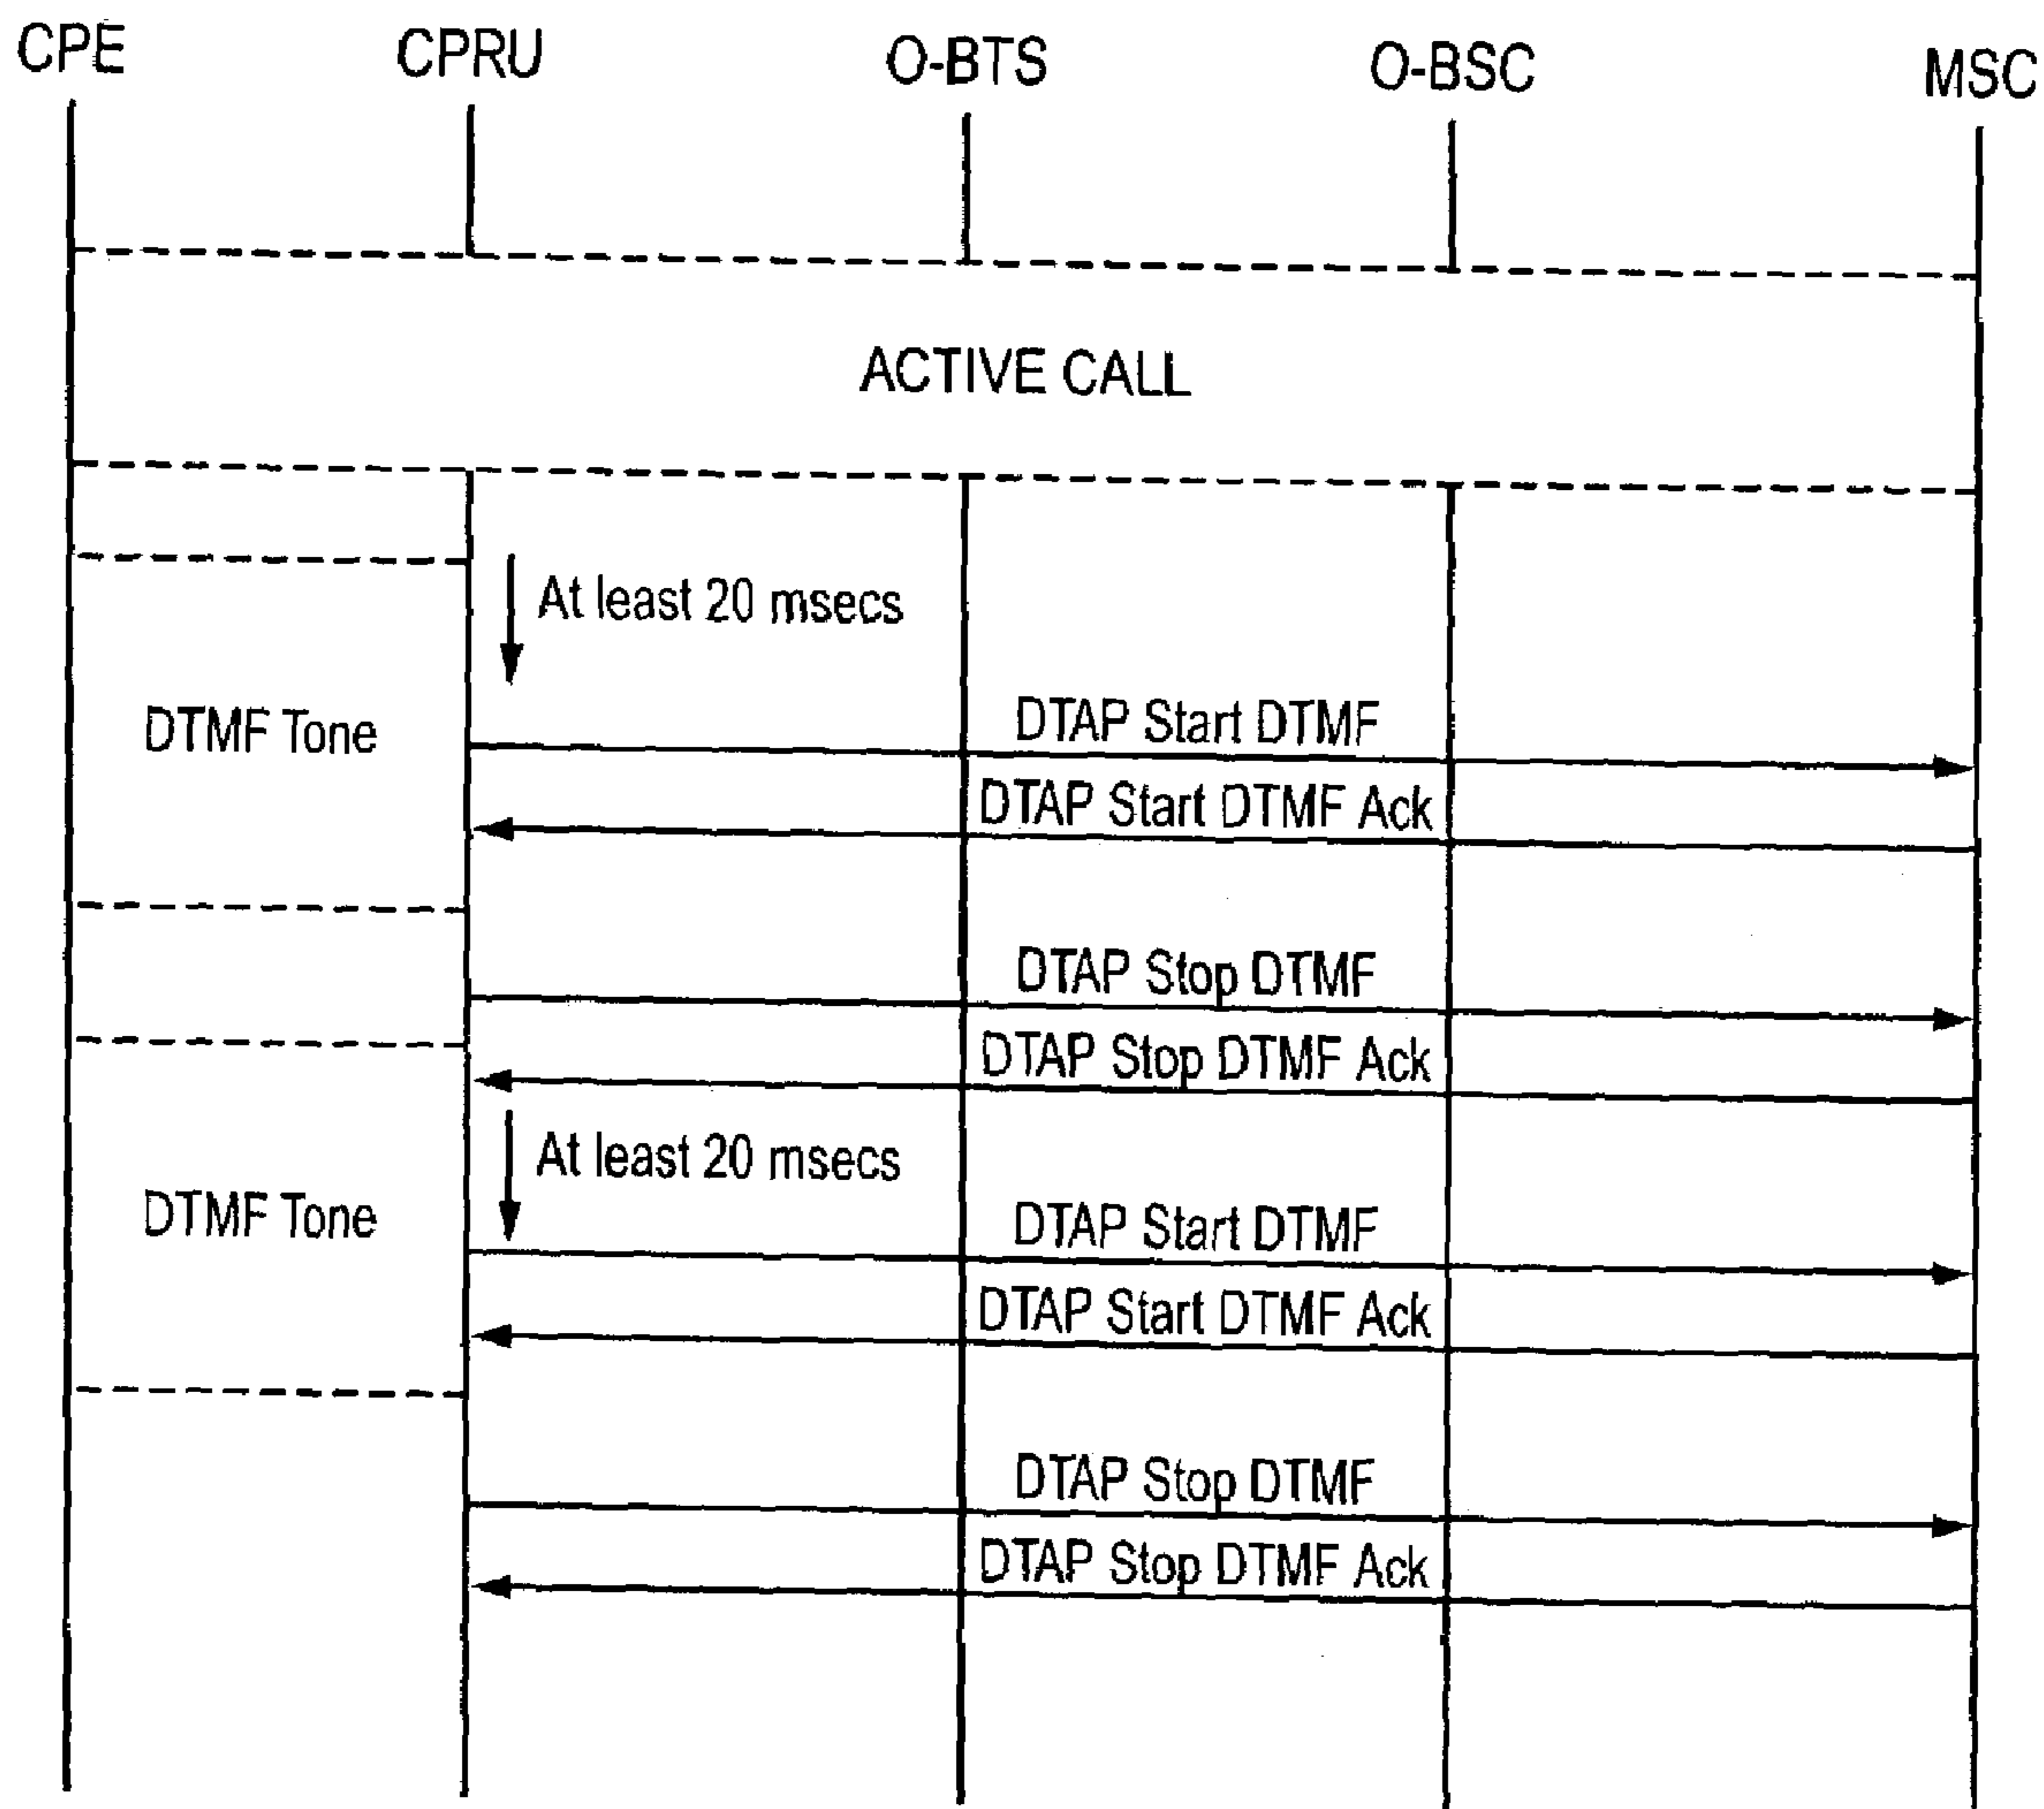 CPE CPRU O-BTS O-BSC MSC
ACTIVE CALL
At least 20 msecs
DTMF Tone
DTAP Start DTMF
DTAP Start DTMF Ack
DTAP Stop DTMF
DTAP Stop DTMF Ack
At least 20 msecs
DTMF Tone
DTAP Start DTMF
DTAP Start DTMF Ack
DTAP Stop DTMF
DTAP Stop DTMF Ack